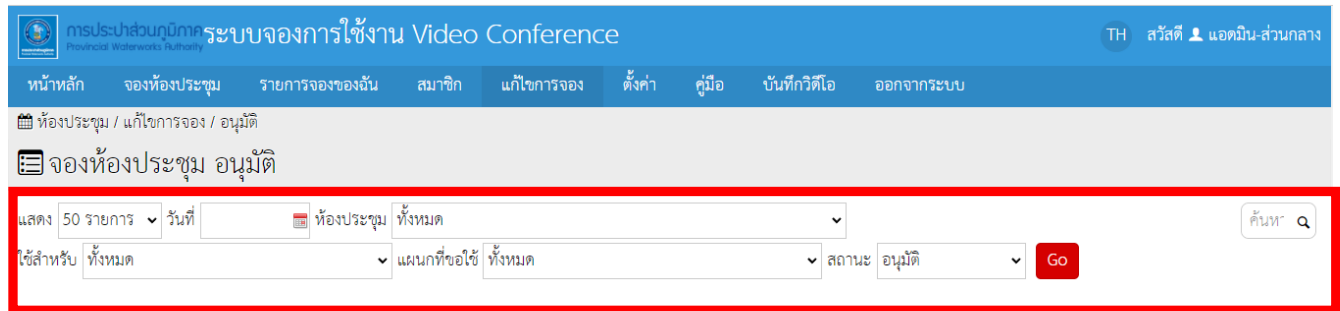 การประปาส่วนภูมิภาค ระบบจองการใช้งาน Video Conference TH สวัสดี แอดมิน-ส่วนกลาง
Provincial Waterworks Authority
หน้าหลัก จองห้องประชุม รายการจองของฉัน สมาชิก แก้ไขการจอง ตั้งค่า คู่มือ บันทึกวิดีโอ ออกจากระบบ
ห้องประชุม / แก้ไขการจอง / อนุมัติ
จองห้องประชุม อนุมัติ
แสดง 50 รายการ วันที่ ห้องประชุม ทั้งหมด ค้นหา
ใช้สำหรับ ทั้งหมด แผนกที่ขอใช้ ทั้งหมด สถานะ อนุมัติ Go